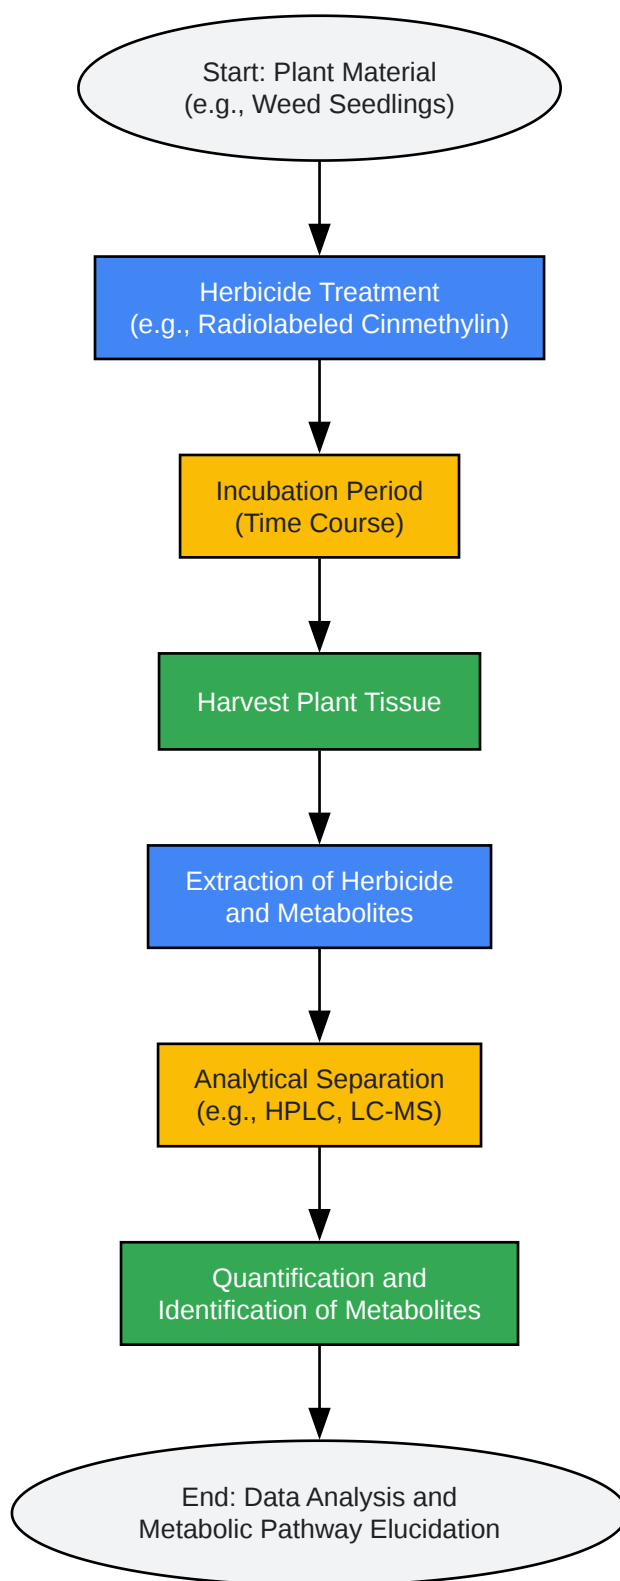 Start: Plant Material
(e.g., Weed Seedlings)
Herbicide Treatment
(e.g., Radiolabeled Cinmethylin)
Incubation Period
(Time Course)
Harvest Plant Tissue
Extraction of Herbicide
and Metabolites
Analytical Separation
(e.g., HPLC, LC-MS)
Quantification and
Identification of Metabolites
End: Data Analysis and
Metabolic Pathway Elucidation